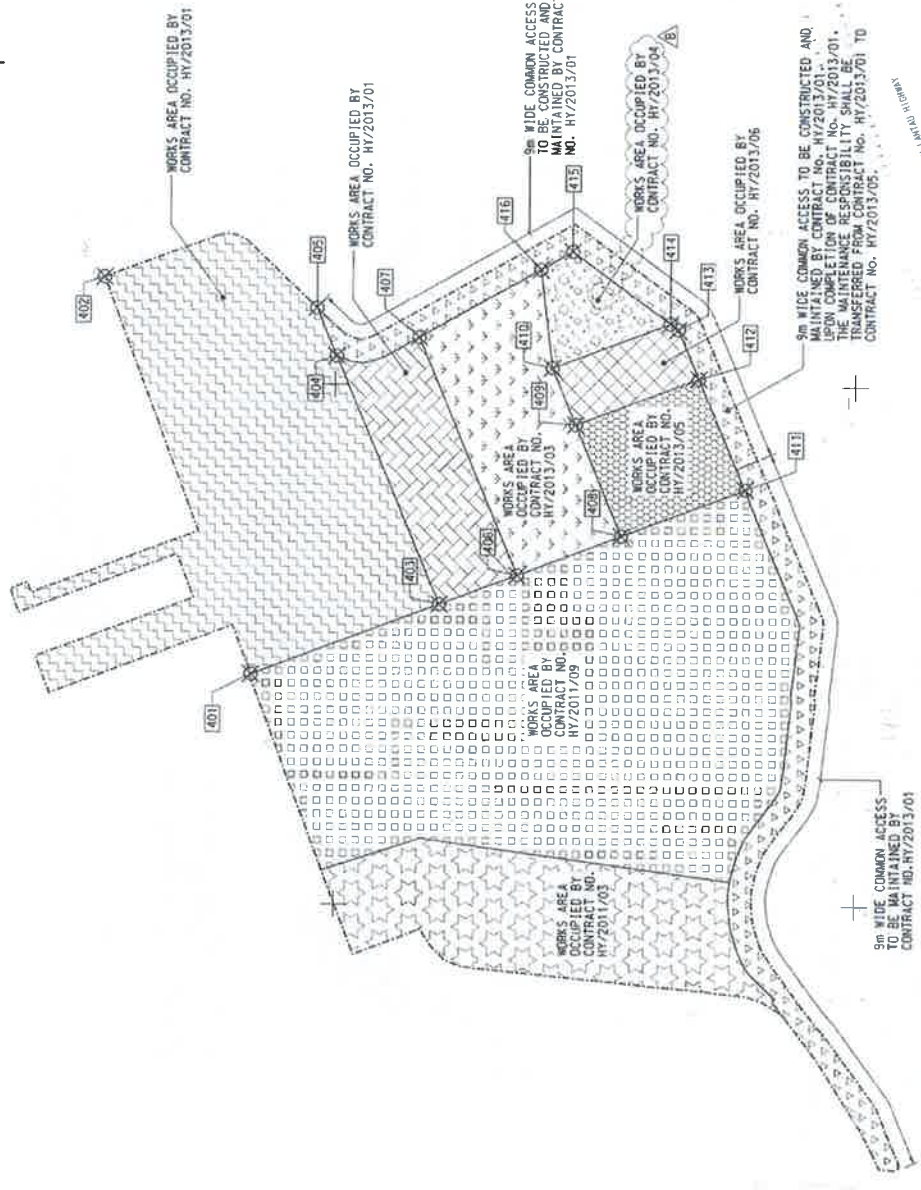 WORKS AREA OCCUPIED BY
CONTRACT NO. HY/2013/01
402
WORKS AREA OCCUPIED BY
CONTRACT NO. HY/2013/01
405
407
404
9m WIDE COMMON ACCESS
TO BE CONSTRUCTED AND
MAINTAINED BY CONTRACT
NO. HY/2013/01
416
WORKS AREA OCCUPIED BY
CONTRACT NO. HY/2013/04
B
415
410
409
414
413
412
WORKS AREA OCCUPIED BY
CONTRACT NO. HY/2013/06
WORKS AREA
OCCUPIED BY
CONTRACT NO.
HY/2013/03
WORKS AREA
OCCUPIED BY
CONTRACT NO.
HY/2013/05
408
406
403
401
411
9m WIDE COMMON ACCESS TO BE CONSTRUCTED AND
MAINTAINED BY CONTRACT No. HY/2013/01.
UPON COMPLETION OF CONTRACT No. HY/2013/01,
THE MAINTENANCE RESPONSIBILITY SHALL BE
TRANSFERRED FROM CONTRACT No. HY/2013/01 TO
CONTRACT No. HY/2013/05.
LANTAU HIGHWAY
WORKS AREA
OCCUPIED BY
CONTRACT NO.
HY/2011/09
WORKS AREA
OCCUPIED BY
CONTRACT NO.
HY/2011/03
9m WIDE COMMON ACCESS
TO BE MAINTAINED BY
CONTRACT NO.HY/2013/01